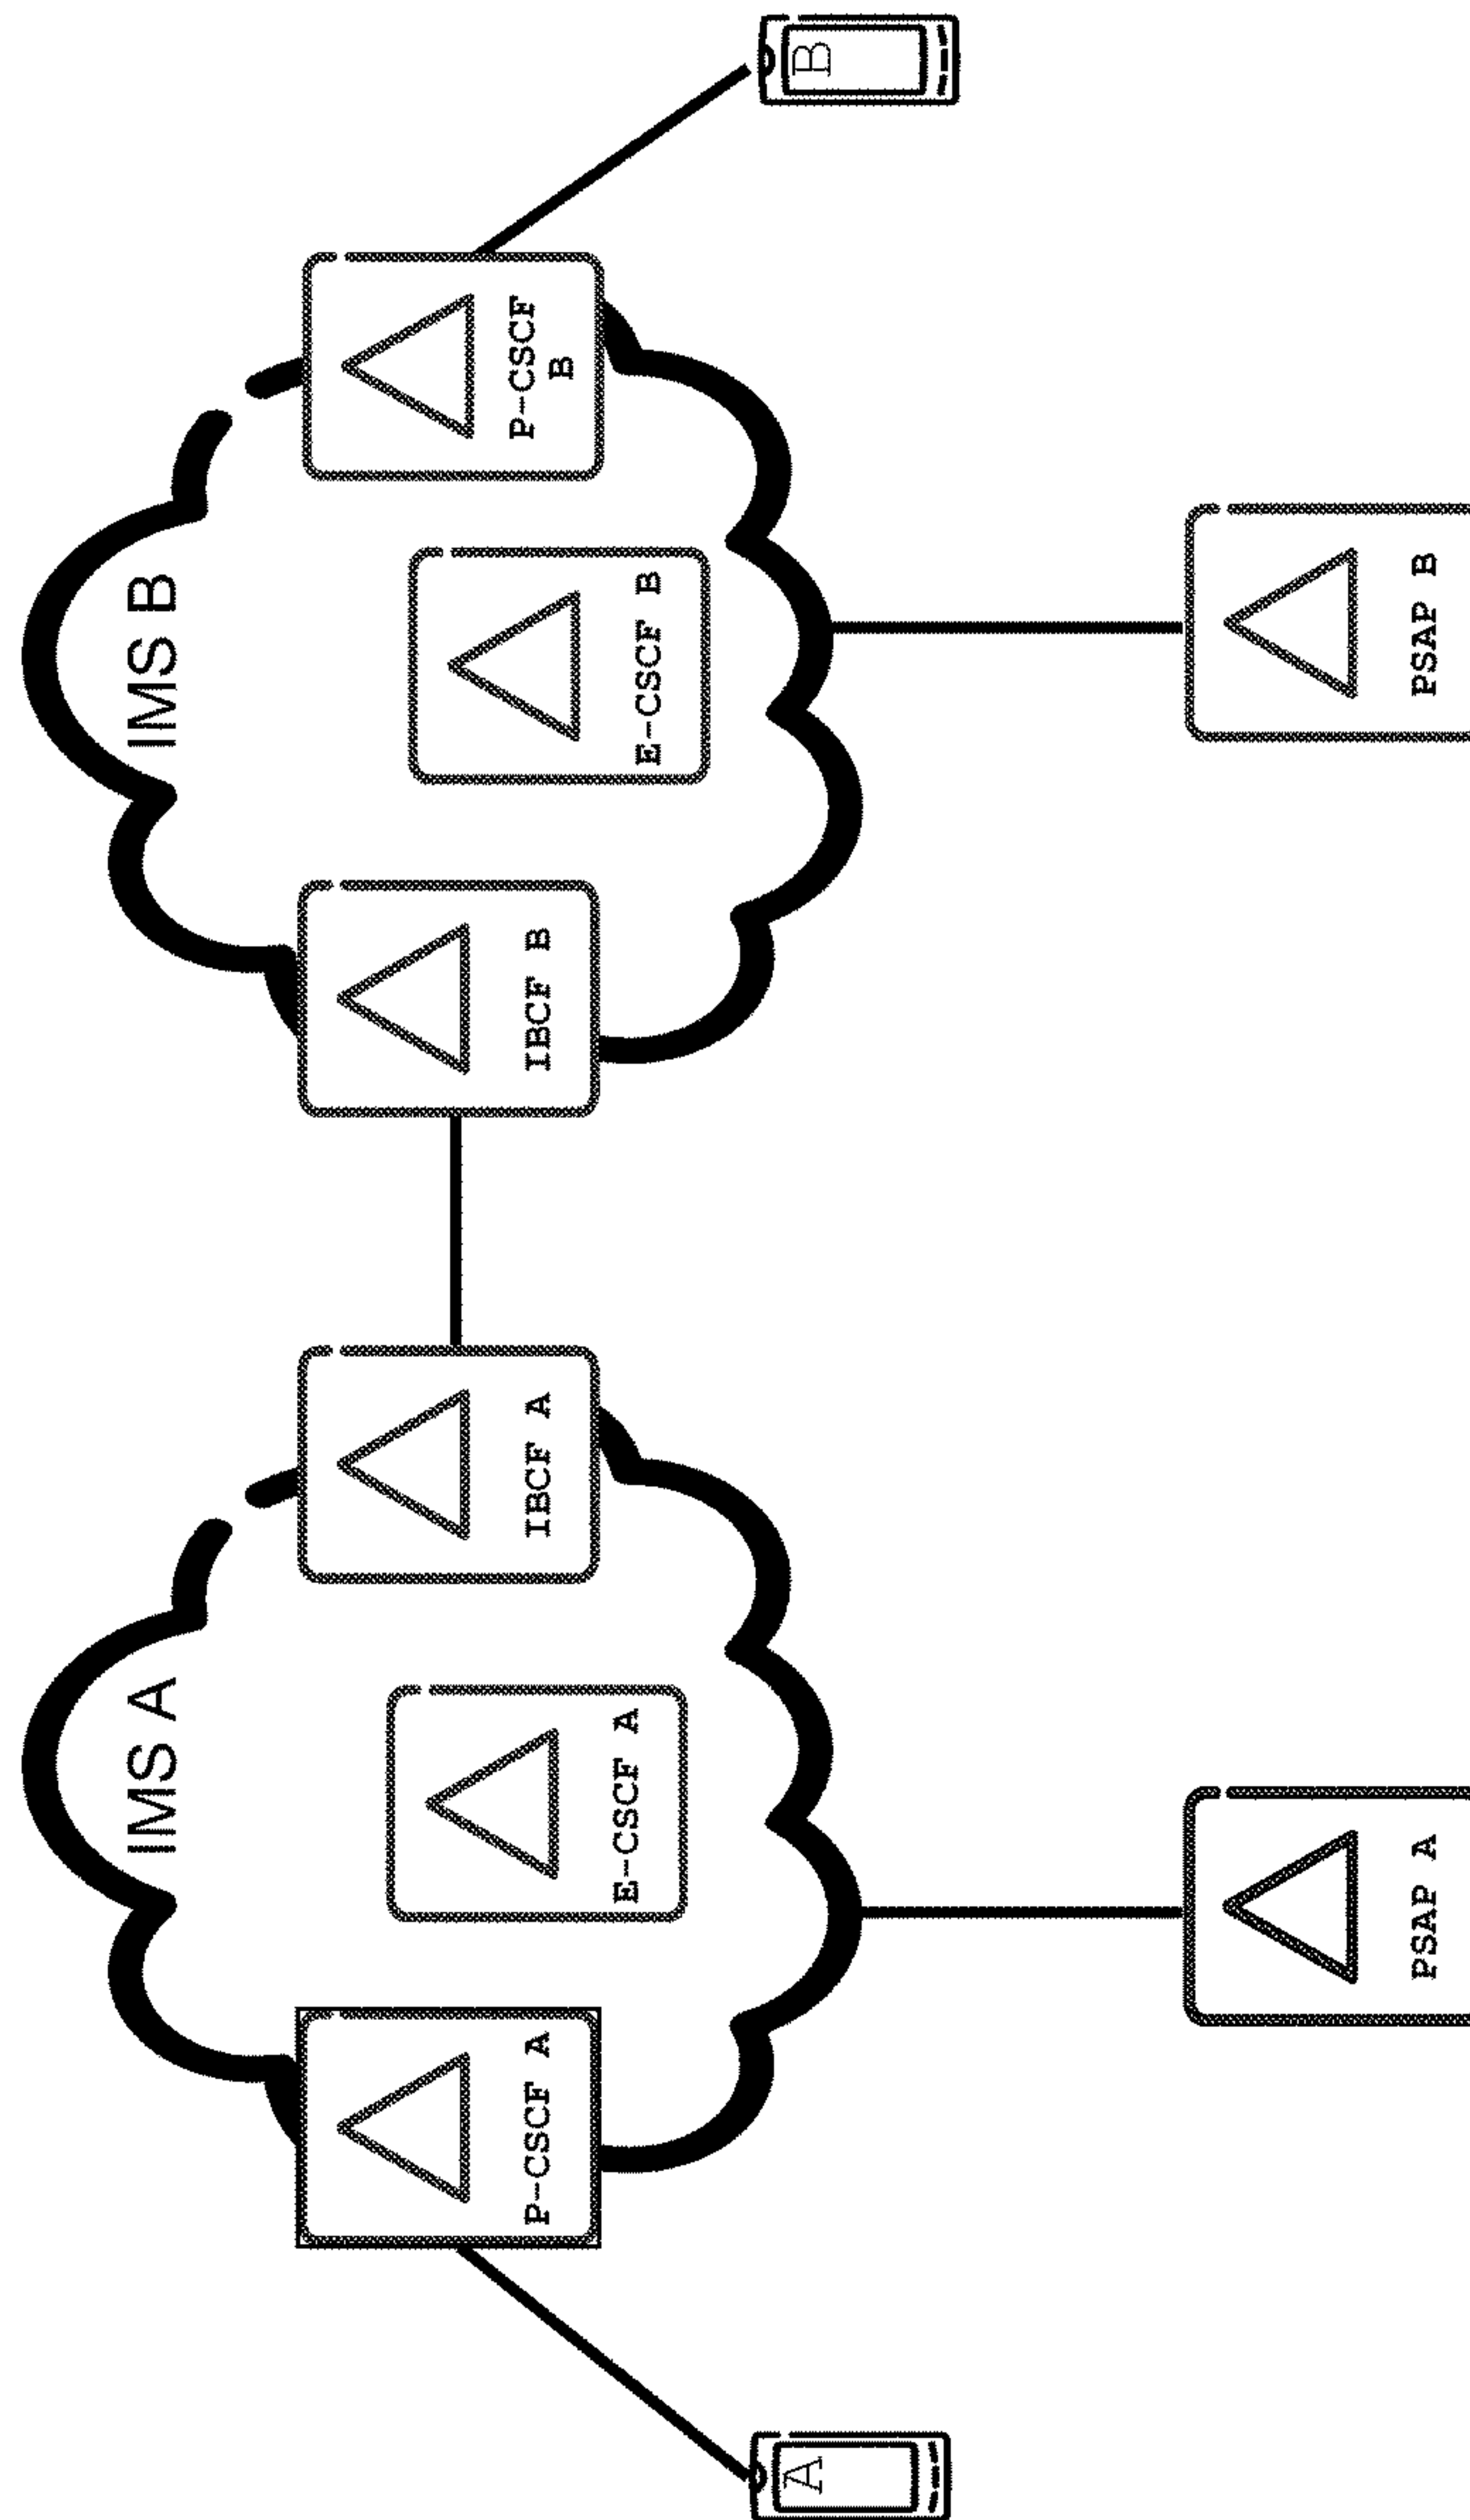 IMS A
IMS B
P-CSCF A
E-CSCF A
IBCF A
IBCF B
E-CSCF B
P-CSCF
B
A
B
PSAP A
PSAP B